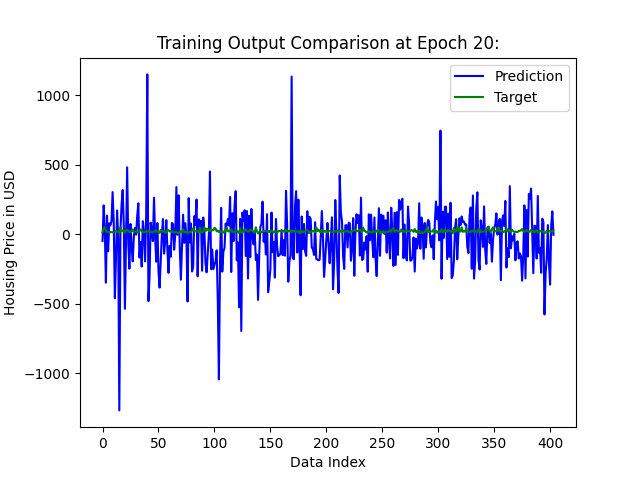 Training Output Comparison at Epoch 20:
Prediction
Target
Housing Price in USD
1000
500
0
−500
−1000
0 50 100 150 200 250 300 350 400
Data Index